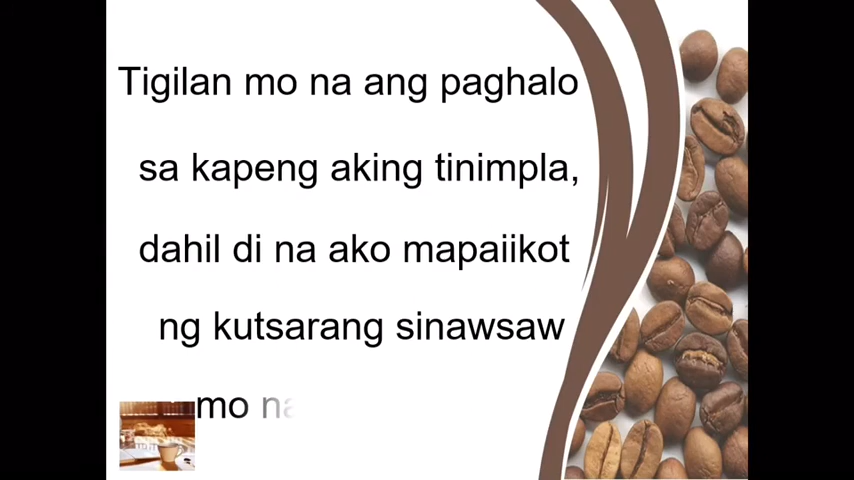 Tigilan mo na ang paghalo
sa kapeng aking tinimpla,
dahil di na ako mapaiikot
ng kutsarang sinawsaw
mo na